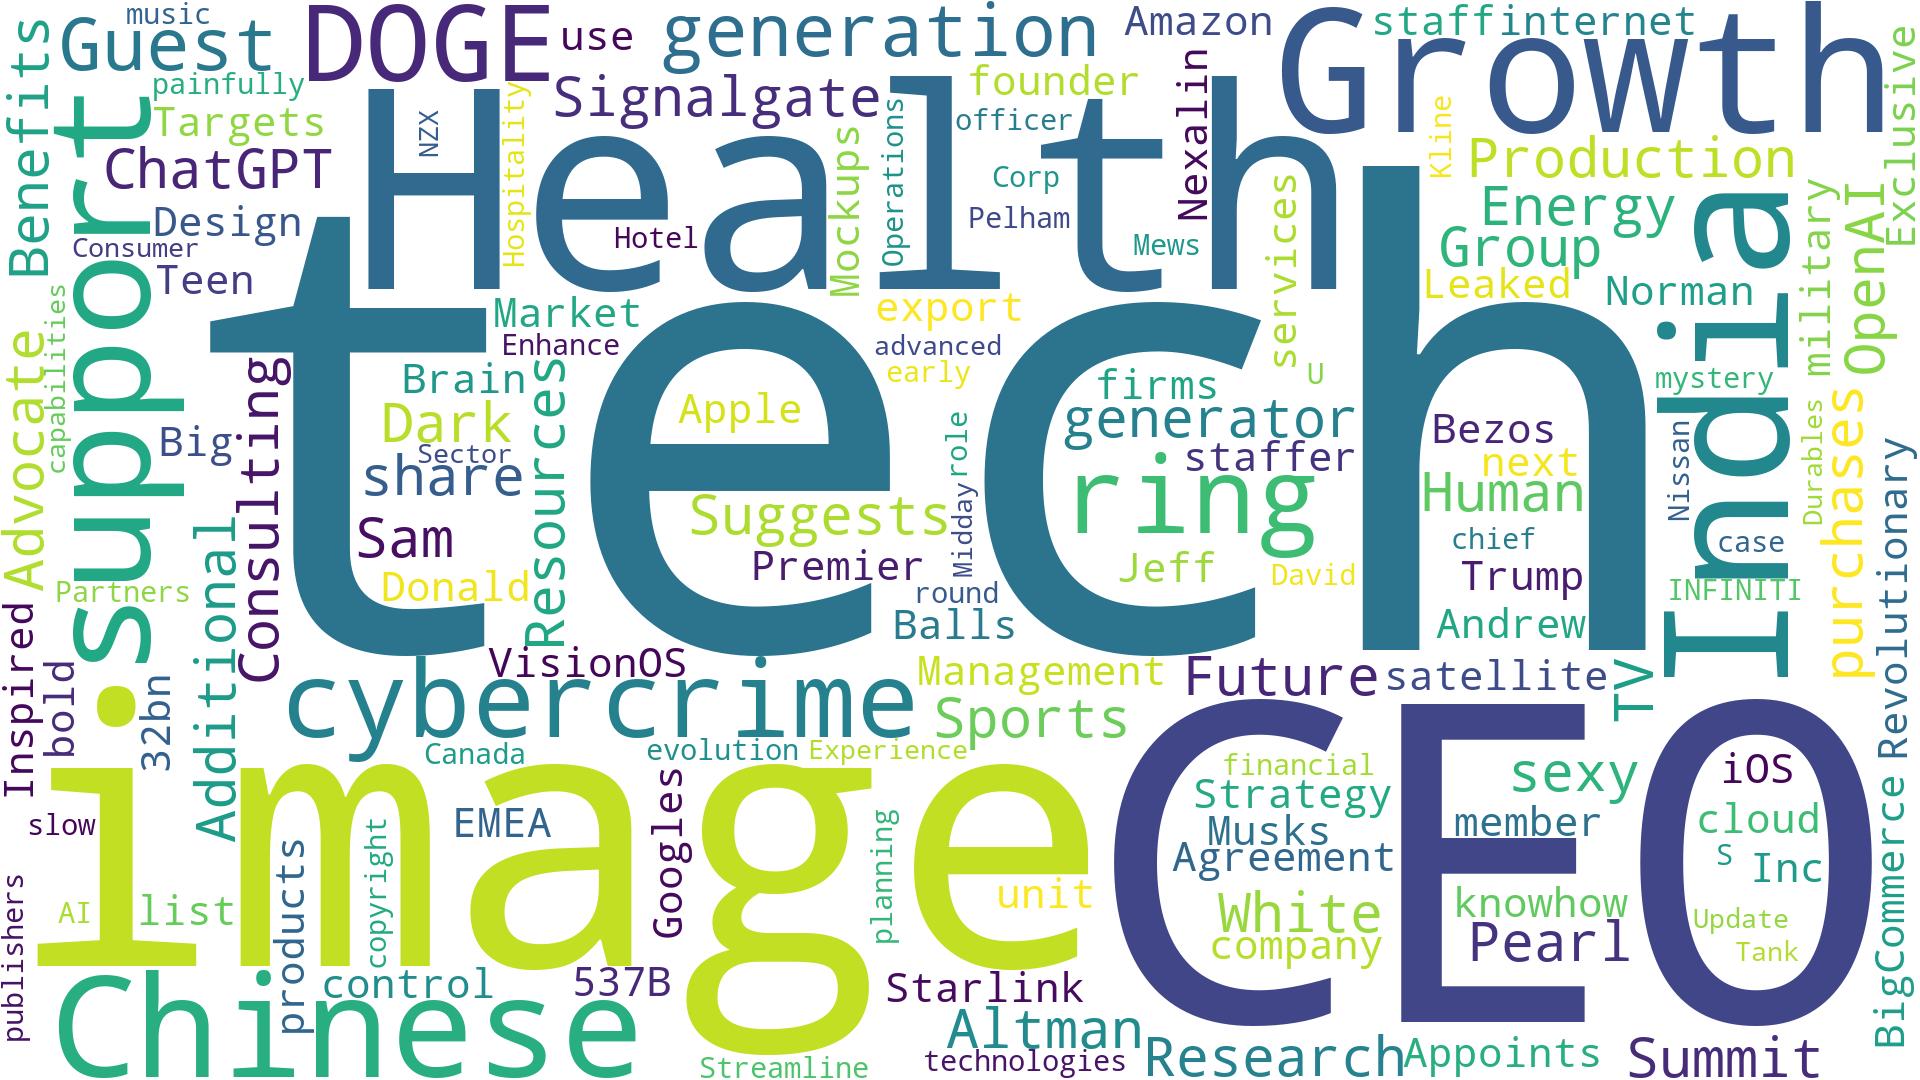 music
Guest
DOGE
use
generation
Amazon
staff
internet
Growth
Benefits
painfully
Targets
ChatGPT
support
Design
Consumer
Teen
NZX
Health
Hospitality
Signalgate
founder
officer
Operations
Mockups
Corp
Pelham
Mews
Hotel
Nexalin
Kline
Production
Energy
Group
Leaked
Norman
Exclusive
military
OpenAI
India
services
tech
Market
Enhance
export
advanced
early
U
mystery
Advocate
capabilities
Big
Consulting
Brain
Dark
Sector
share
Sam
Donald
Resources
Apple
Suggests
Premier
role
Midday
round
Balls
firms
generator
staffer
ring
Jeff
David
Bezos
next
Human
chief
Trump
Andrew
Nissan
case
INFINITI
Durables
purchases
Revolutionary
Partners
Additional
Inspired
bold
32bn
VisionOS
cybercrime
Management
Sports
Future
satellite
TV
Canada
evolution
Experience
image
slow
AI
list
products
copyright
EMEA
Googles
planning
unit
CEO
financial
Strategy
Musks
Agreement
White
company
sexy
member
knowhow
Pearl
iOS
cloud
S
Inc
Update
Tank
BigCommerce
publishers
Chinese
control
537B
Starlink
Altman
Streamline
technologies
Research
Appoints
Summit